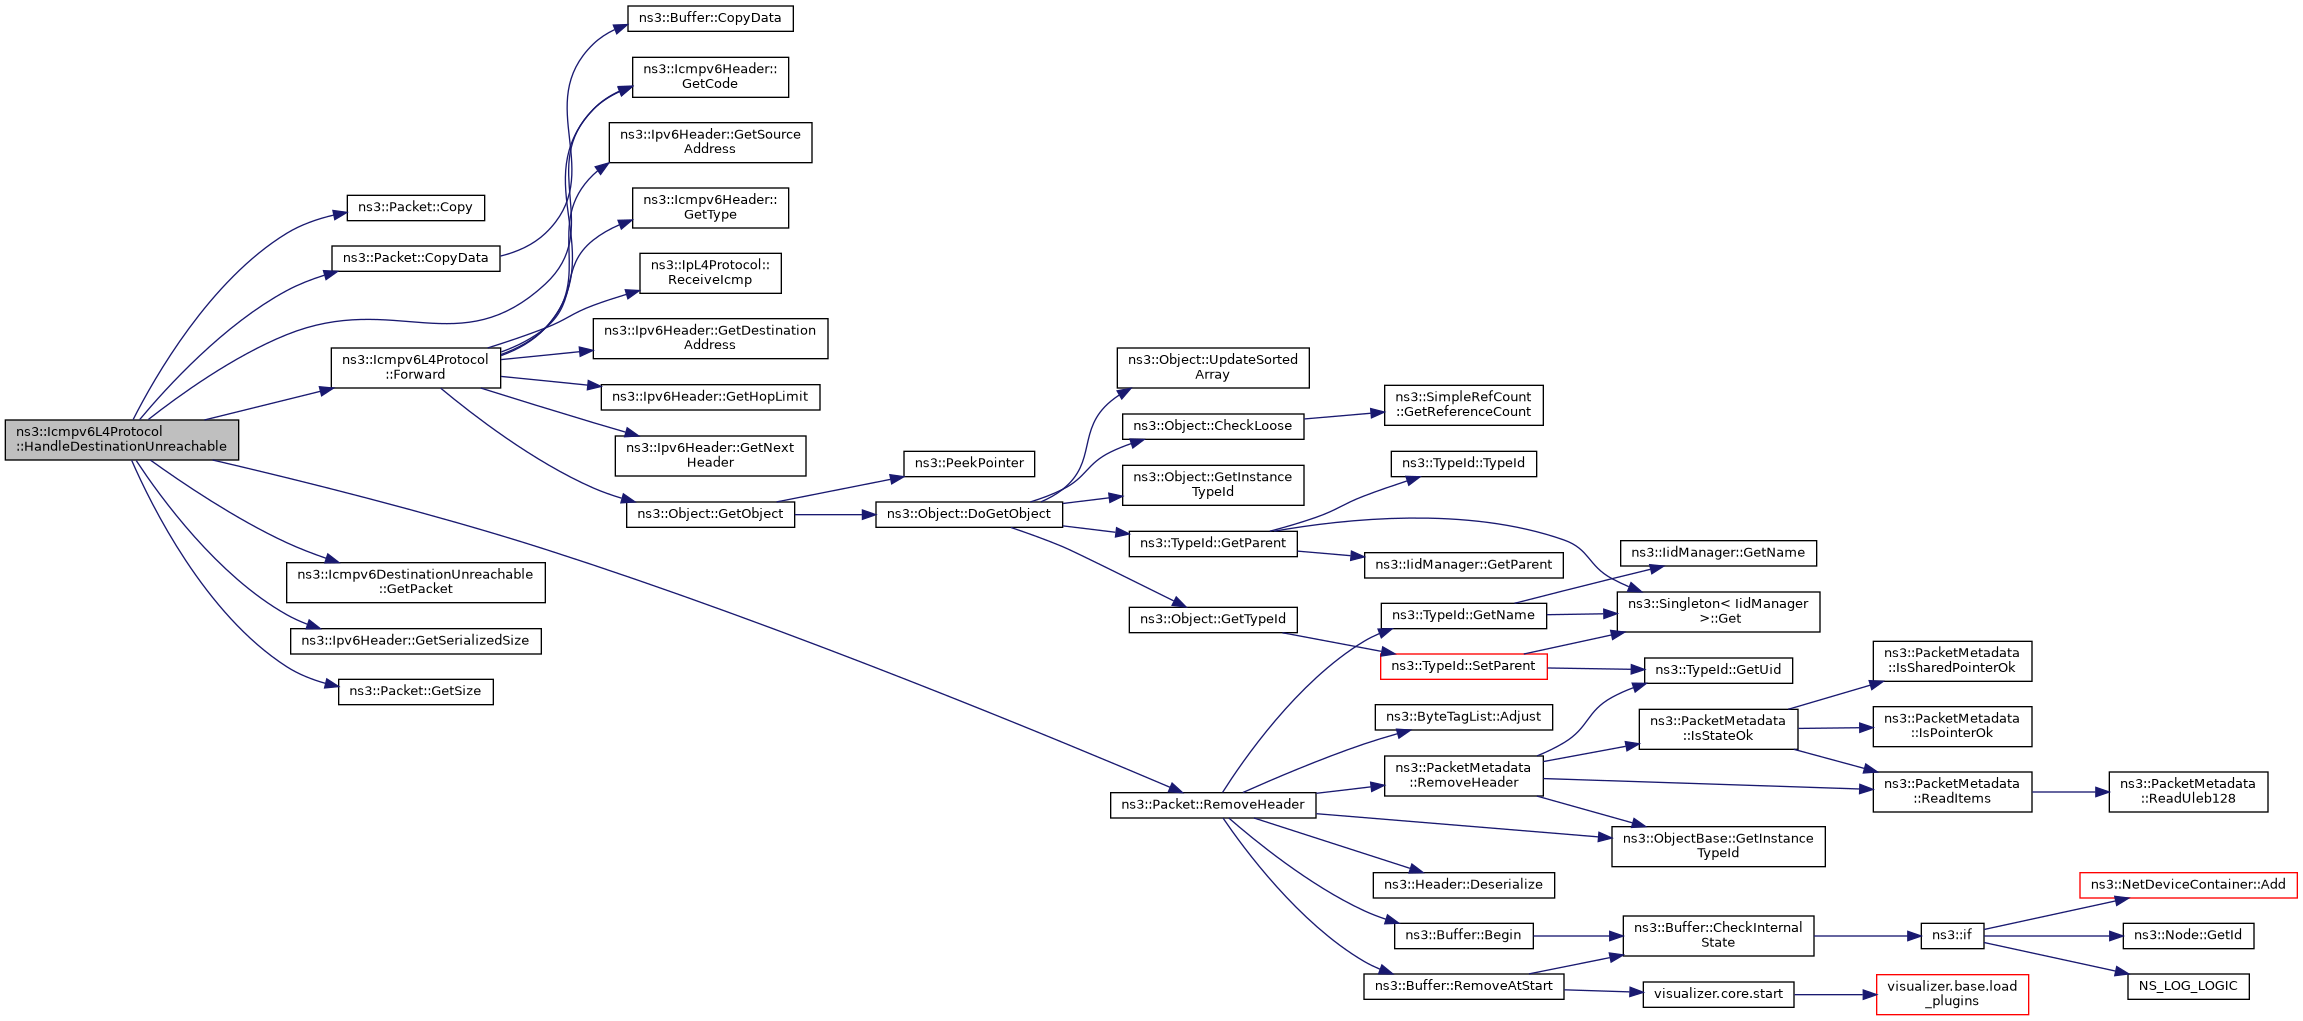 ns3::Icmpv6L4Protocol
::HandleDestinationUnreachable
ns3::Packet::Copy
ns3::Packet::CopyData
ns3::Icmpv6L4Protocol
::Forward
ns3::Icmpv6DestinationUnreachable
::GetPacket
ns3::Ipv6Header::GetSerializedSize
ns3::Packet::GetSize
ns3::Buffer::CopyData
ns3::Icmpv6Header::
GetCode
ns3::Ipv6Header::GetSource
Address
ns3::Icmpv6Header::
GetType
ns3::IpL4Protocol::
ReceiveIcmp
ns3::Ipv6Header::GetDestination
Address
ns3::Ipv6Header::GetHopLimit
ns3::Ipv6Header::GetNext
Header
ns3::Object::GetObject
ns3::PeekPointer
ns3::Object::DoGetObject
ns3::Object::UpdateSorted
Array
ns3::Object::CheckLoose
ns3::Object::GetInstance
TypeId
ns3::TypeId::GetParent
ns3::Object::GetTypeId
ns3::Packet::RemoveHeader
ns3::SimpleRefCount
::GetReferenceCount
ns3::TypeId::TypeId
ns3::IidManager::GetParent
ns3::TypeId::GetName
ns3::TypeId::SetParent
ns3::ByteTagList::Adjust
ns3::PacketMetadata
::RemoveHeader
ns3::Header::Deserialize
ns3::Buffer::Begin
ns3::Buffer::RemoveAtStart
ns3::IidManager::GetName
ns3::Singleton< IidManager
>::Get
ns3::TypeId::GetUid
ns3::PacketMetadata
::IsStateOk
ns3::ObjectBase::GetInstance
TypeId
ns3::Buffer::CheckInternal
State
visualizer.core.start
ns3::PacketMetadata
::IsSharedPointerOk
ns3::PacketMetadata
::IsPointerOk
ns3::PacketMetadata
::ReadItems
ns3::if
visualizer.base.load
_plugins
ns3::PacketMetadata
::ReadUleb128
ns3::NetDeviceContainer::Add
ns3::Node::GetId
NS_LOG_LOGIC